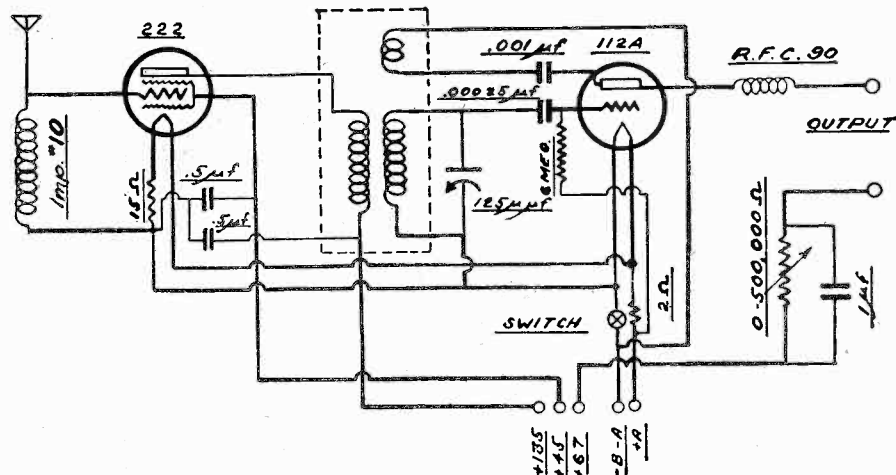 222
.001 µf
112A
R.F.C. 90
.00025 µf
OUTPUT
Imp. #10
15 Ω
.5 µf
.5 µf
6 MEG.
125 µµf
2 Ω
0-500,000 Ω
1 µf
SWITCH
+135
+45
+67
-B-A
+A